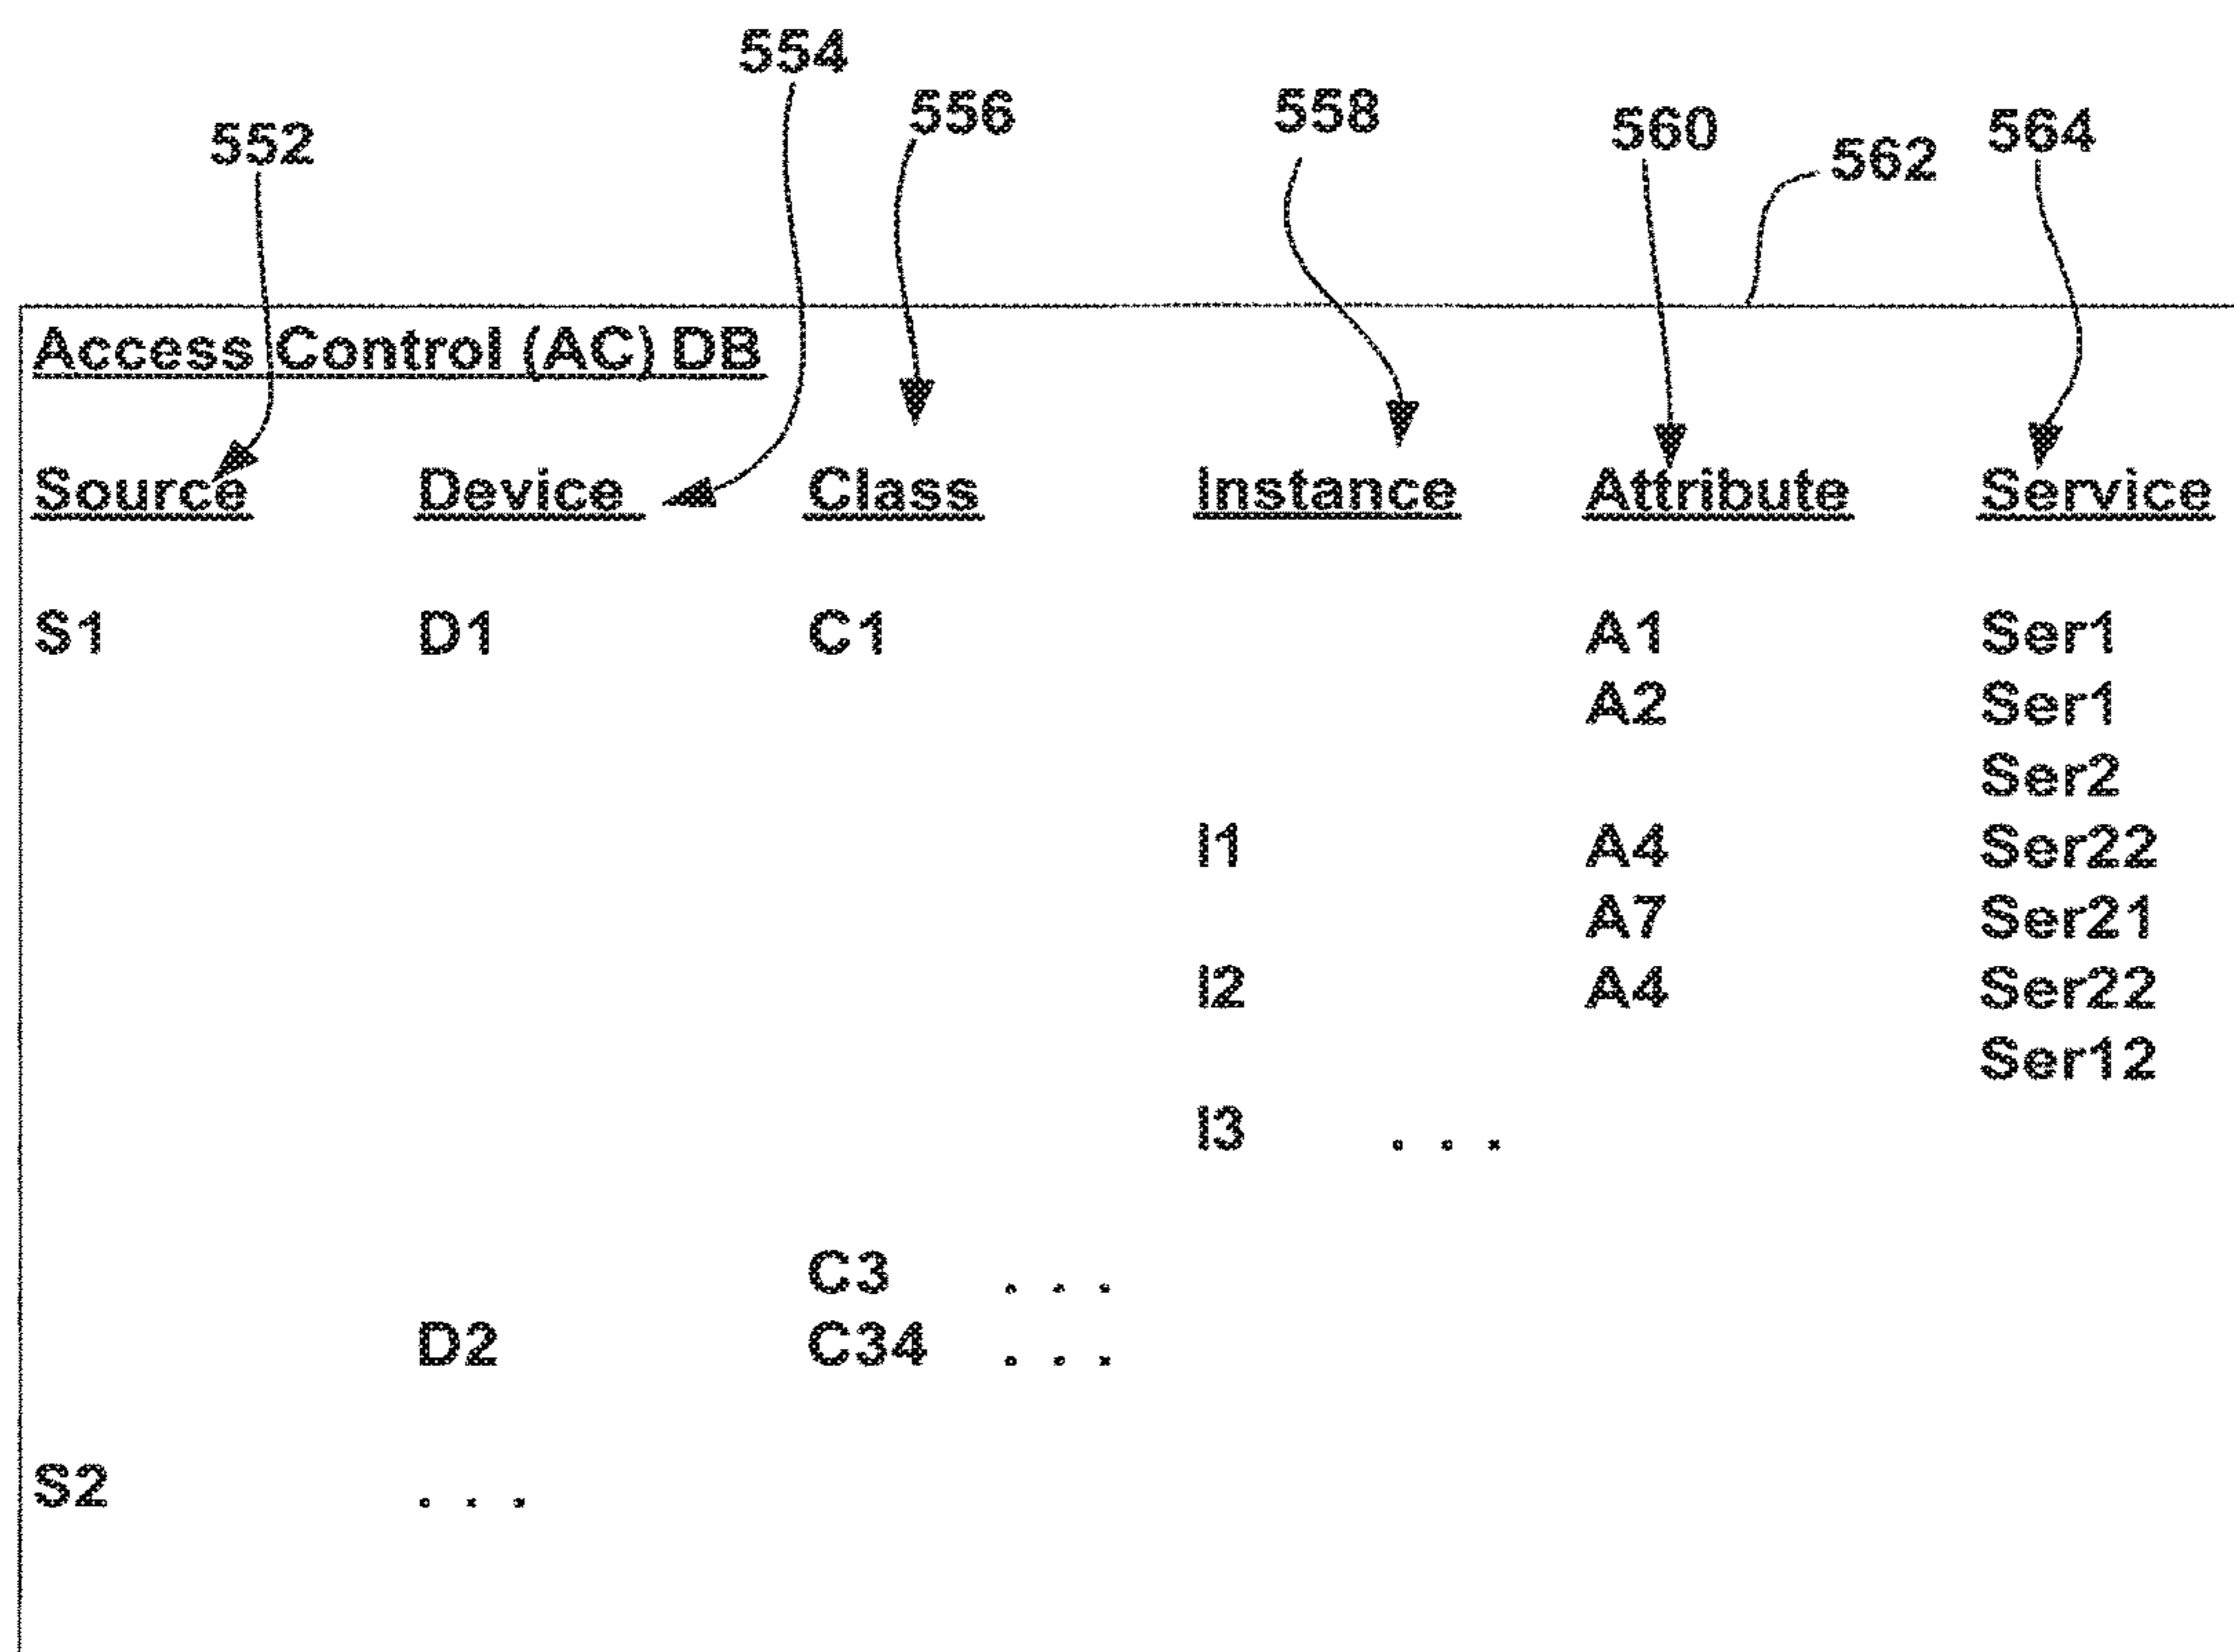 554
556 558
552 560 562 564
Access Control (AC) DB
Source Device Class Instance Attribute Service
S1 D1 C1 A1 Ser1
A2 Ser1
Ser2
I1 A4 Ser22
A7 Ser21
I2 A4 Ser22
Ser12
I3 . . .
C3 . . .
D2 C34 . . .
S2 . . .